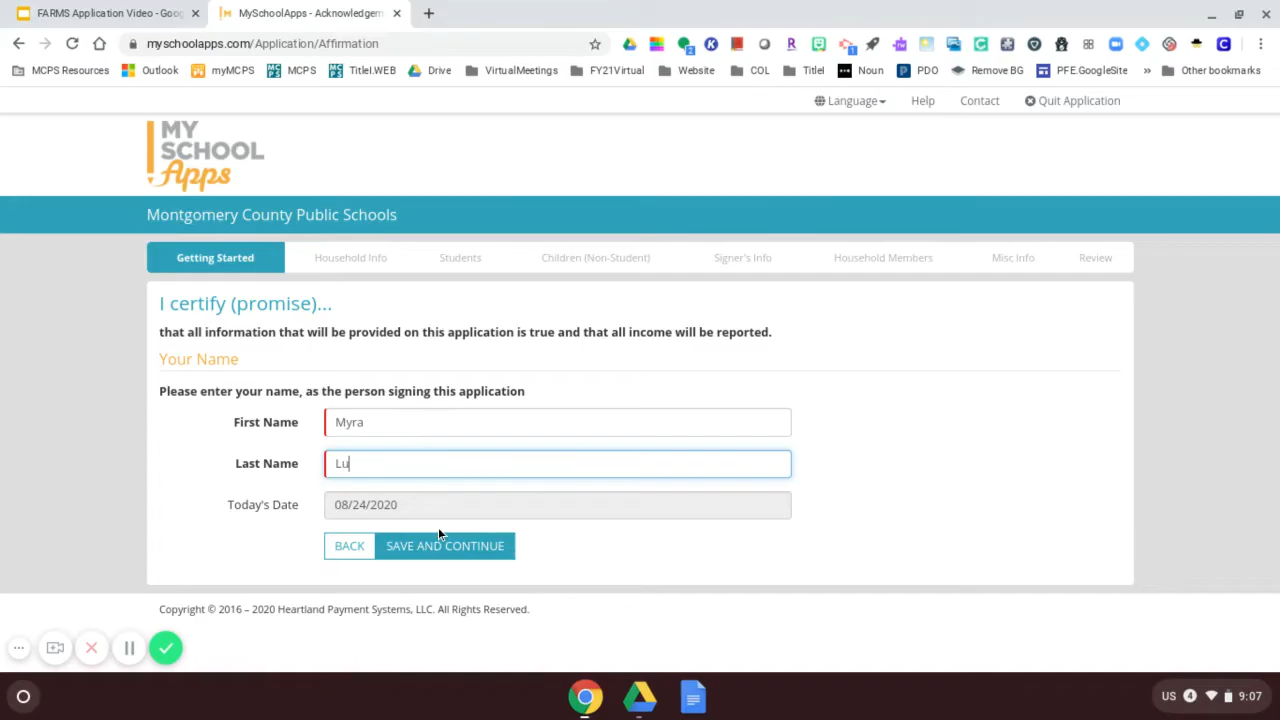 FARMS Application Video - Goog
MySchoolApps - Acknowledgem
myschoolapps.com/Application/Affirmation
MCPS Resources Outlook myMCPS MCPS TitleI.WEB Drive VirtualMeetings FY21Virtual Website COL TitleI Noun PDO Remove BG PFE.GoogleSite » Other bookmarks
Language Help Contact Quit Application
MY
SCHOOL
Apps
Montgomery County Public Schools
Getting Started Household Info Students Children (Non-Student) Signer's Info Household Members Misc Info Review
I certify (promise)...
that all information that will be provided on this application is true and that all income will be reported.
Your Name
Please enter your name, as the person signing this application
First Name Myra
Last Name Lu
Today's Date 08/24/2020
BACK SAVE AND CONTINUE
Copyright © 2016 – 2020 Heartland Payment Systems, LLC. All Rights Reserved.
US 4 9:07